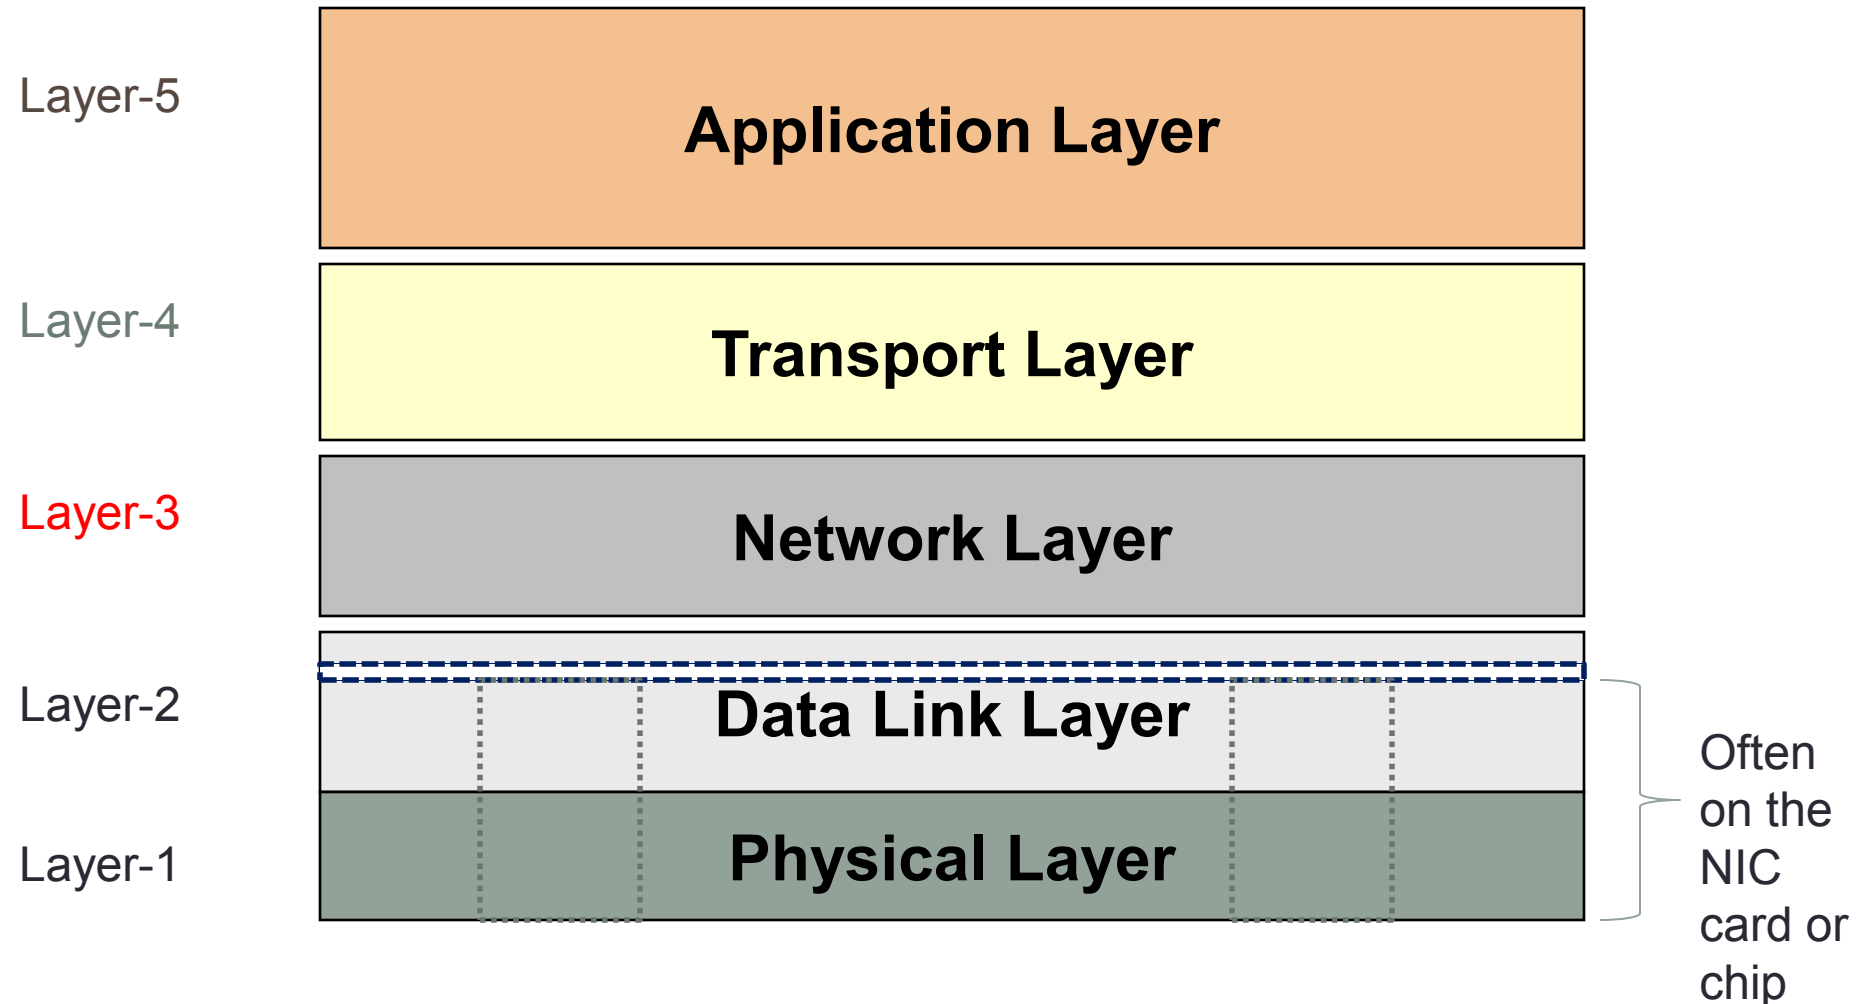 Layer-5
Application Layer
Layer-4
Transport Layer
Layer-3
Network Layer
Layer-2
Data Link Layer
Layer-1
Physical Layer
Often
on the
NIC
card or
chip